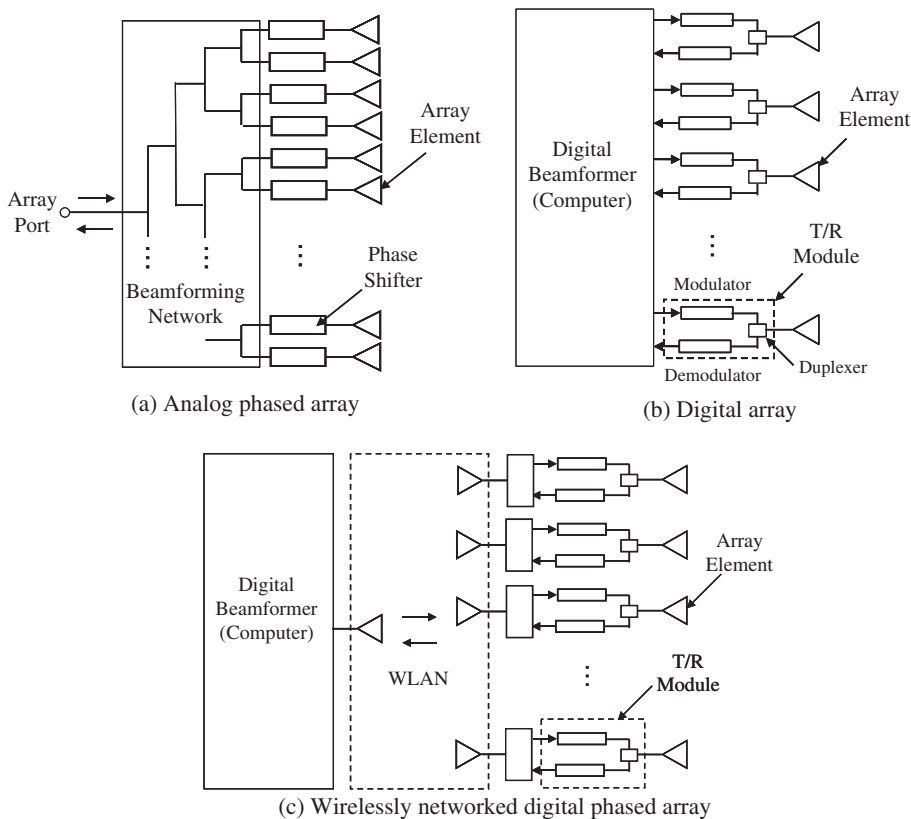 Array
Element
Array
Port
Phase
Shifter
Beamforming
Network
(a) Analog phased array
Array
Element
Digital
Beamformer
(Computer)
T/R
Module
Modulator
Demodulator
Duplexer
(b) Digital array
Digital
Beamformer
(Computer)
WLAN
Array
Element
T/R
Module
(c) Wirelessly networked digital phased array